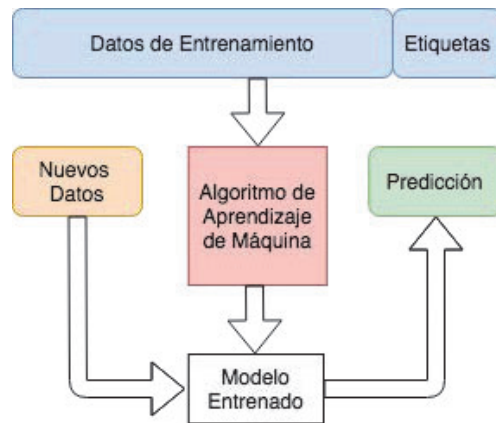 Datos de Entrenamiento
Etiquetas
Nuevos
Datos
Algoritmo de
Aprendizaje
de Máquina
Predicción
Modelo
Entrenado